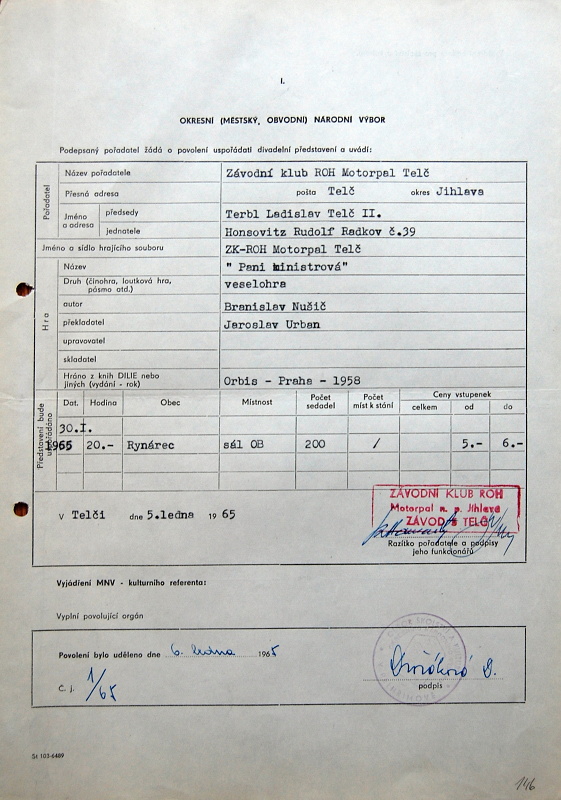 I.
OKRESNÍ (MĚSTSKÝ, OBVODNÍ) NÁRODNÍ VÝBOR
Podepsaný pořadatel žádá o povolení uspořádati divadelní představení a uvádí:
Pořadatel
Název pořadatele Závodní klub ROH Motorpal Telč
Přesná adresa pošta Telč okres Jihlava
Jméno a adresa
předsedy Terbl Ladislav Telč II.
jednatele Honsovitz Rudolf Radkov č.39
Jméno a sídlo hrajícího souboru ZK-ROH Motorpal Telč
Hra
Název " Paní ministrová"
Druh (činohra, loutková hra, pásmo atd.) veselohra
autor Branislav Nušič
překladatel Jaroslav Urban
upravovatel
skladatel
Hráno z knih DILIE nebo jiných (vydání - rok) Orbis - Praha - 1958
Představení bude uspořádáno
Dat. Hodina Obec Místnost Počet sedadel Počet míst k stání Ceny vstupenek
celkem od do
30.I.
1965 20.- Rynárec sál OB 200 / 5.- 6.-
V Telči dne 5.ledna 1965
ZÁVODNÍ KLUB ROH
Motorpal n. p. Jihlava
ZÁVOD TELČ
Razítko pořadatele a podpisy
jeho funkcionářů
Vyjádření MNV - kulturního referenta:
Vyplní povolující orgán
Povolení bylo uděleno dne 6. ledna 1965
Č. j. 1/65
Dvořáková D.
podpis
St 103-6489
146